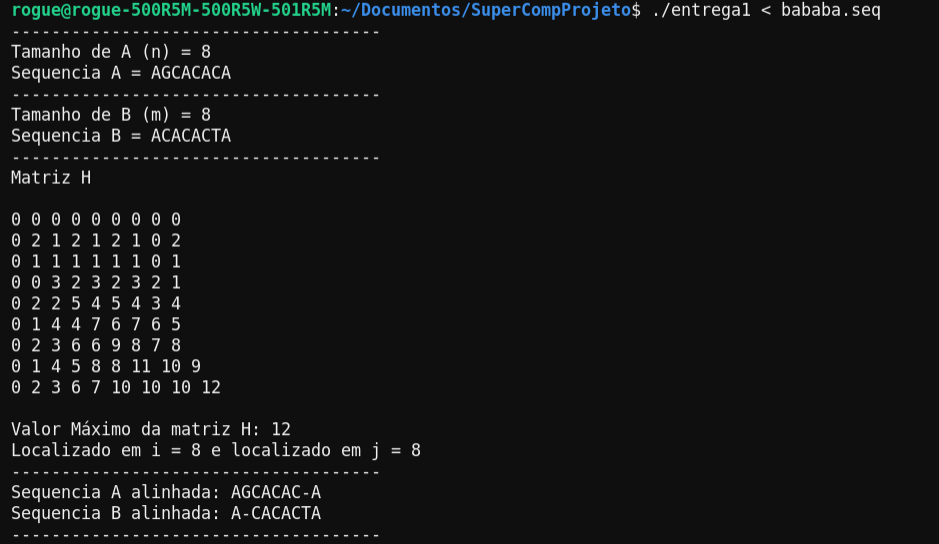 rogue@rogue-500R5M-500R5W-501R5M:~/Documentos/SuperCompProjeto$ ./entrega1 < bababa.seq
-------------------------------------
Tamanho de A (n) = 8
Sequencia A = AGCACACA
-------------------------------------
Tamanho de B (m) = 8
Sequencia B = ACACACTA
-------------------------------------
Matriz H

0 0 0 0 0 0 0 0 0
0 2 1 2 1 2 1 0 2
0 1 1 1 1 1 1 0 1
0 0 3 2 3 2 3 2 1
0 2 2 5 4 5 4 3 4
0 1 4 4 7 6 7 6 5
0 2 3 6 6 9 8 7 8
0 1 4 5 8 8 11 10 9
0 2 3 6 7 10 10 10 12

Valor Máximo da matriz H: 12
Localizado em i = 8 e localizado em j = 8
-------------------------------------
Sequencia A alinhada: AGCACAC-A
Sequencia B alinhada: A-CACACTA
-------------------------------------